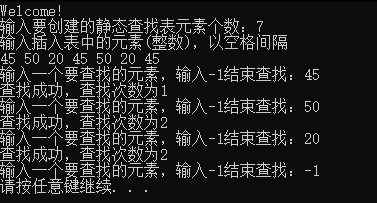 Welcome!
输入要创建的静态查找表元素个数：7
输入插入表中的元素(整数)，以空格间隔
45 50 20 45 50 20 45
输入一个要查找的元素，输入-1结束查找：45
查找成功，查找次数为1
输入一个要查找的元素，输入-1结束查找：50
查找成功，查找次数为2
输入一个要查找的元素，输入-1结束查找：20
查找成功，查找次数为2
输入一个要查找的元素，输入-1结束查找：-1
请按任意键继续. . .